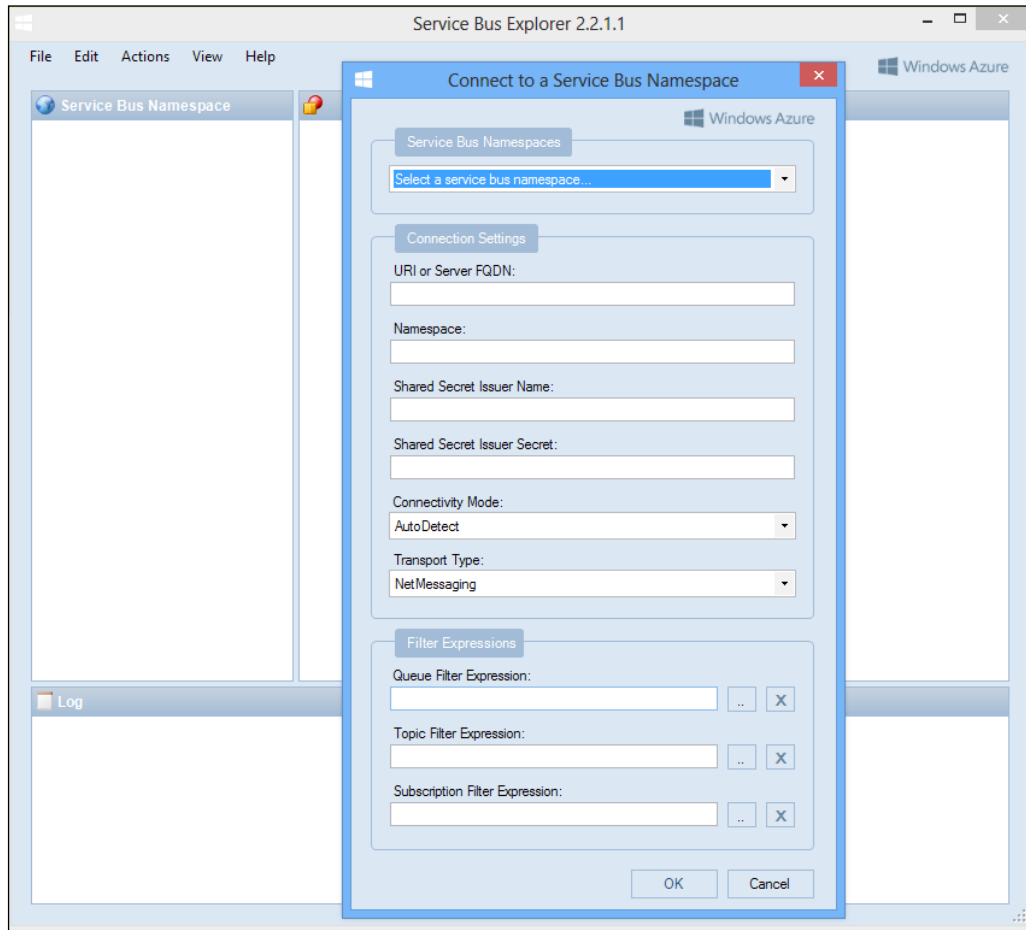 Service Bus Explorer 2.2.1.1
File Edit Actions View Help
Windows Azure
Service Bus Namespace
Connect to a Service Bus Namespace
Windows Azure
Service Bus Namespaces
Select a service bus namespace...
Connection Settings
URI or Server FQDN:
Namespace:
Shared Secret Issuer Name:
Shared Secret Issuer Secret:
Connectivity Mode:
AutoDetect
Transport Type:
NetMessaging
Filter Expressions
Queue Filter Expression:
.. X
Topic Filter Expression:
.. X
Subscription Filter Expression:
.. X
OK Cancel
Log